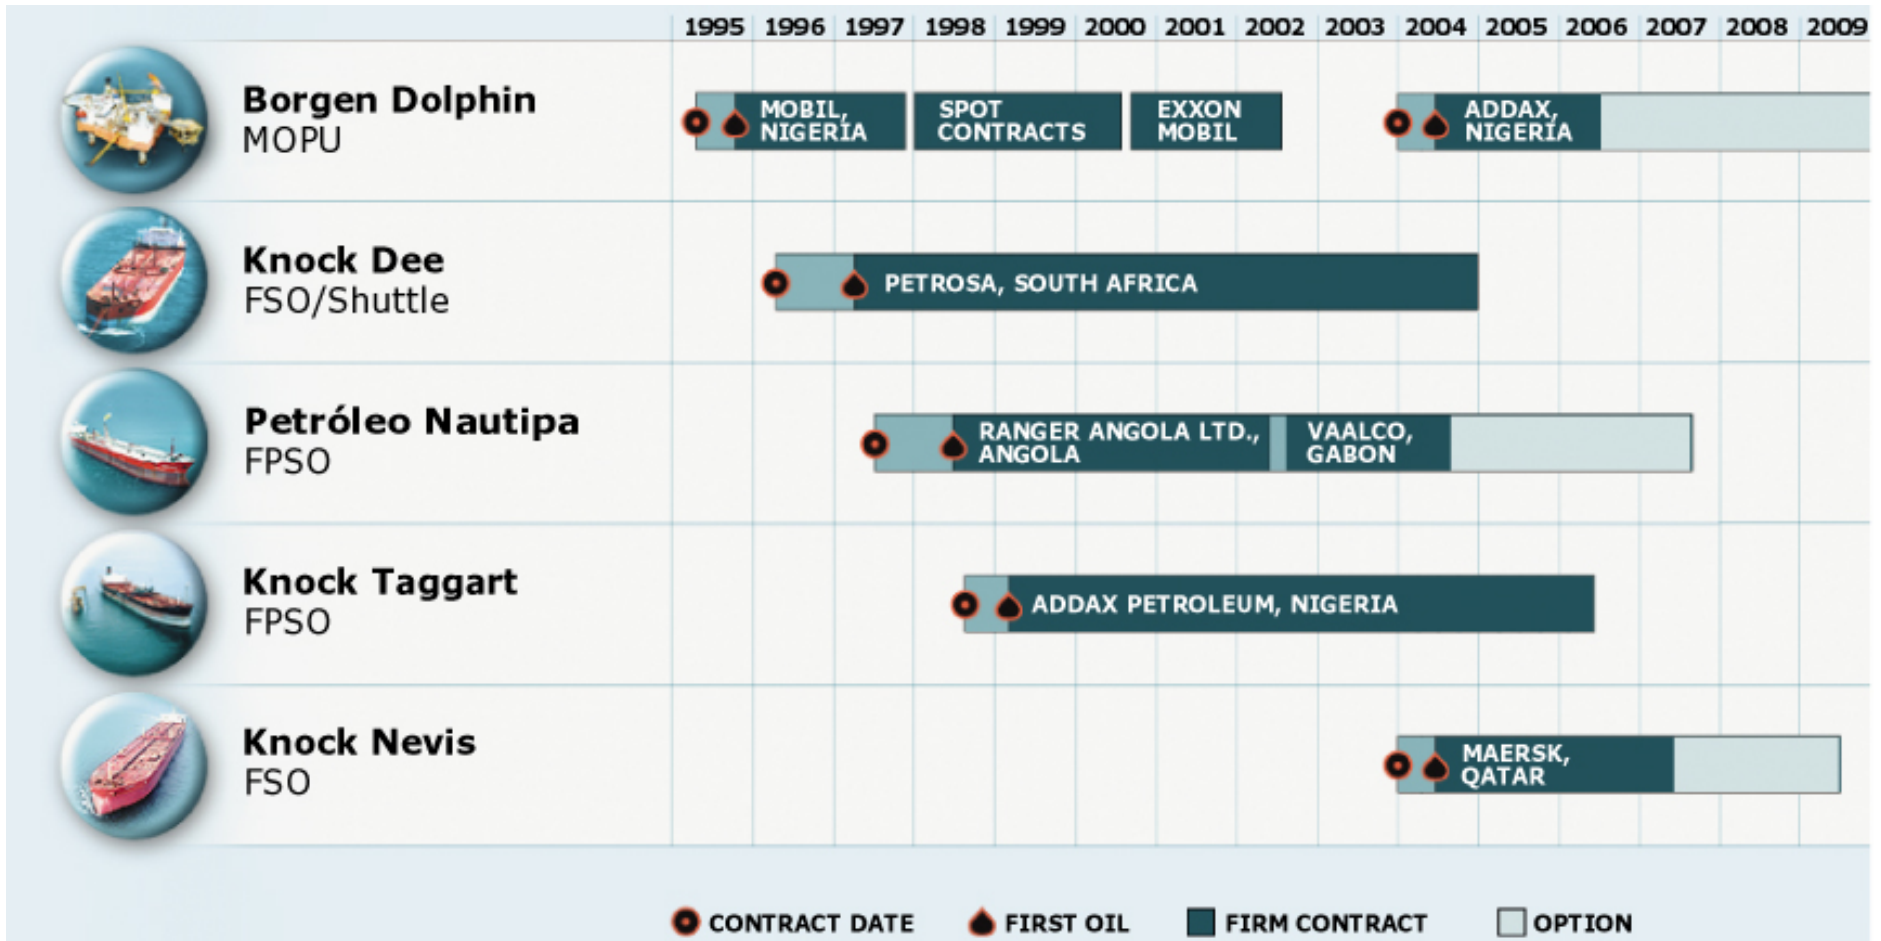 1995 1996 1997 1998 1999 2000 2001 2002 2003 2004 2005 2006 2007 2008 2009
Borgen Dolphin
MOPU
MOBIL,
NIGERIA
SPOT
CONTRACTS
EXXON
MOBIL
ADDAX,
NIGERIA
Knock Dee
FSO/Shuttle
PETROSA, SOUTH AFRICA
Petróleo Nautipa
FPSO
RANGER ANGOLA LTD.,
ANGOLA
VAALCO,
GABON
Knock Taggart
FPSO
ADDAX PETROLEUM, NIGERIA
Knock Nevis
FSO
MAERSK,
QATAR
CONTRACT DATE FIRST OIL FIRM CONTRACT OPTION